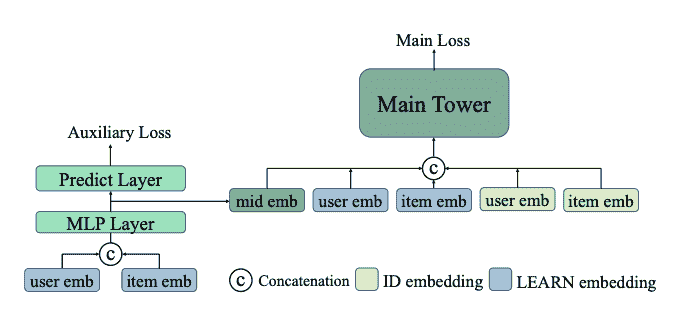 Main Loss
Main Tower
Auxiliary Loss
C
Predict Layer
mid emb
user emb
item emb
user emb
item emb
MLP Layer
C
user emb
item emb
C Concatenation
ID embedding
LEARN embedding